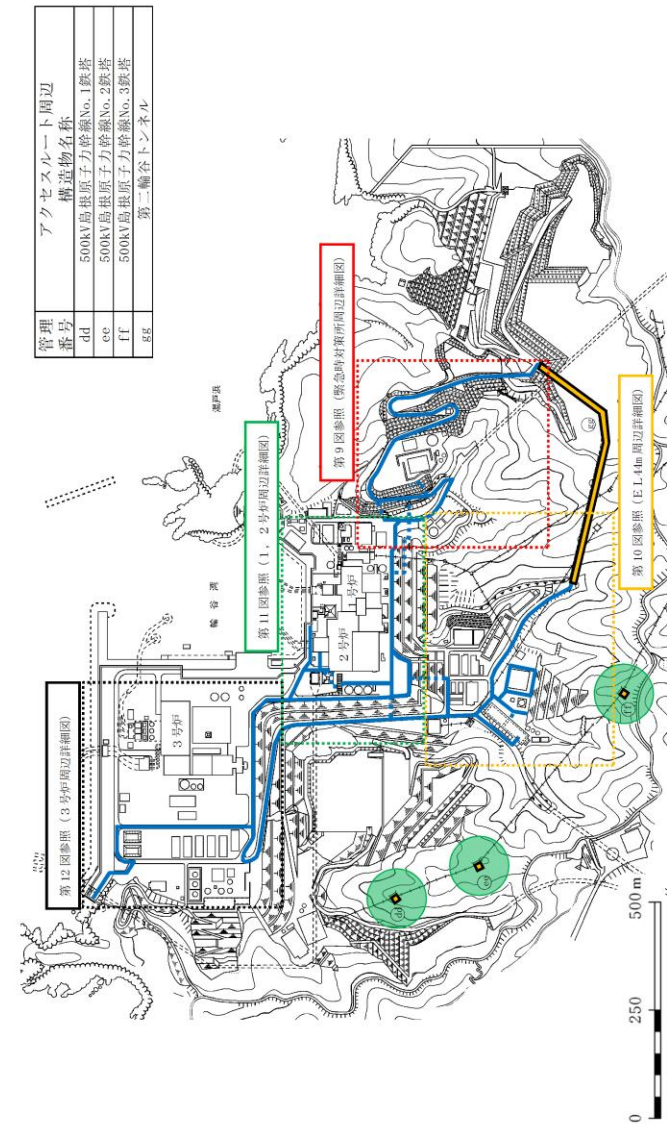 管理番号 アクセスルート周辺構造物名称
dd 500kV島根原子力幹線No.1鉄塔
ee 500kV島根原子力幹線No.2鉄塔
ff 500kV島根原子力幹線No.3鉄塔
gg 第二輪谷トンネル
第12図参照（3号炉周辺詳細図）
第11図参照（1，2号炉周辺詳細図）
第9図参照（緊急時対策所周辺詳細図）
第10図参照（EL44m周辺詳細図）
輪谷湾
3号炉
2号炉
号炉
dd
ee
ff
gg
0 250 500 m